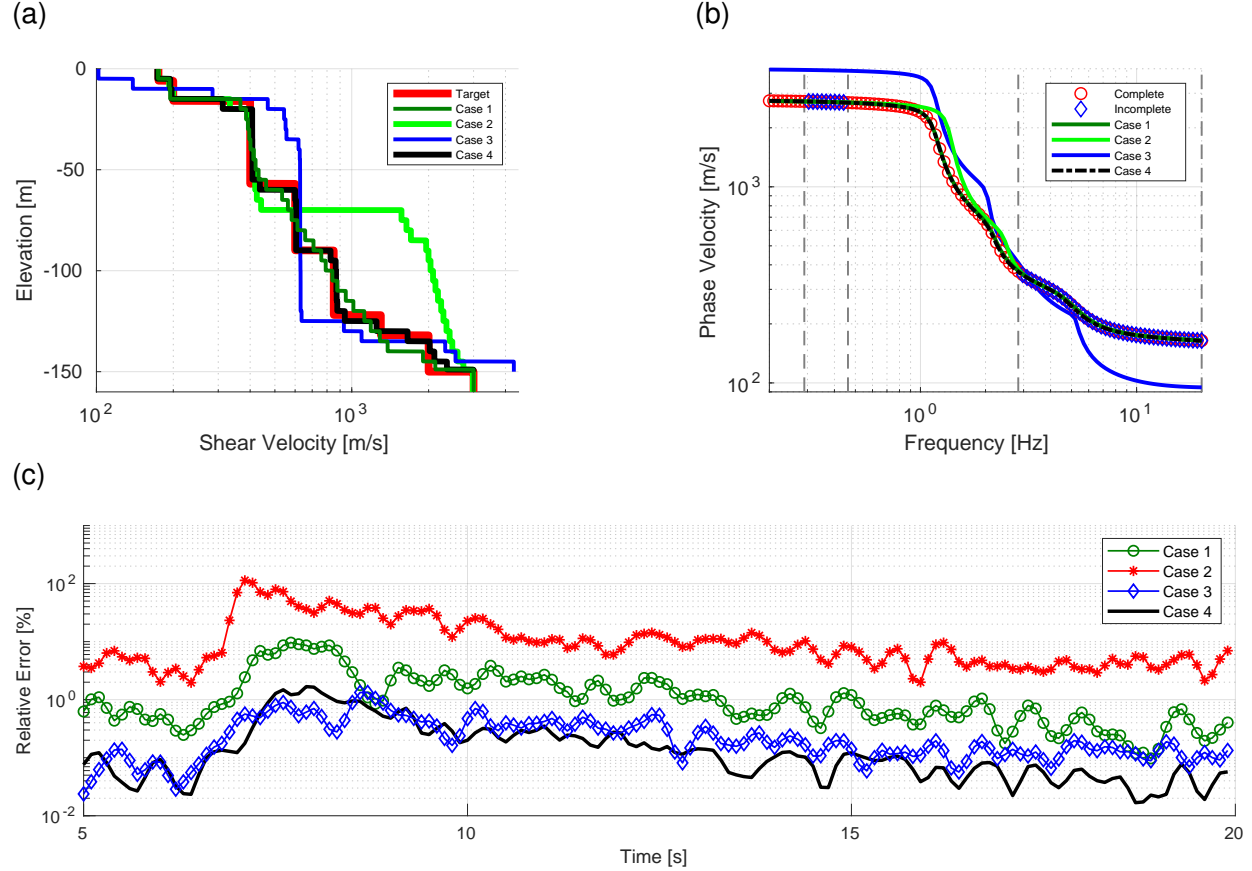 (a)
(b)
0
-50
-100
-150
Elevation [m]
10^2
10^3
Shear Velocity [m/s]
Target
Case 1
Case 2
Case 3
Case 4
10^3
10^2
Phase Velocity [m/s]
10^0
10^1
Frequency [Hz]
Complete
Incomplete
Case 1
Case 2
Case 3
Case 4
(c)
10^2
10^0
10^-2
Relative Error [%]
5
10
15
20
Time [s]
Case 1
Case 2
Case 3
Case 4